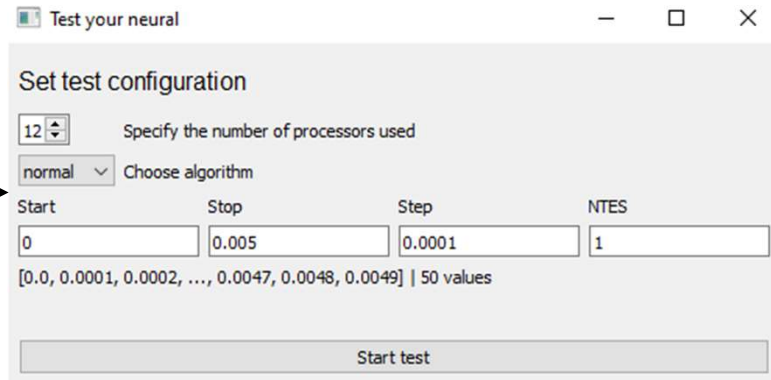 Test your neural
Set test configuration
12 Specify the number of processors used
normal Choose algorithm
Start Stop Step NTES
0 0.005 0.0001 1
[0.0, 0.0001, 0.0002, ..., 0.0047, 0.0048, 0.0049] | 50 values
Start test